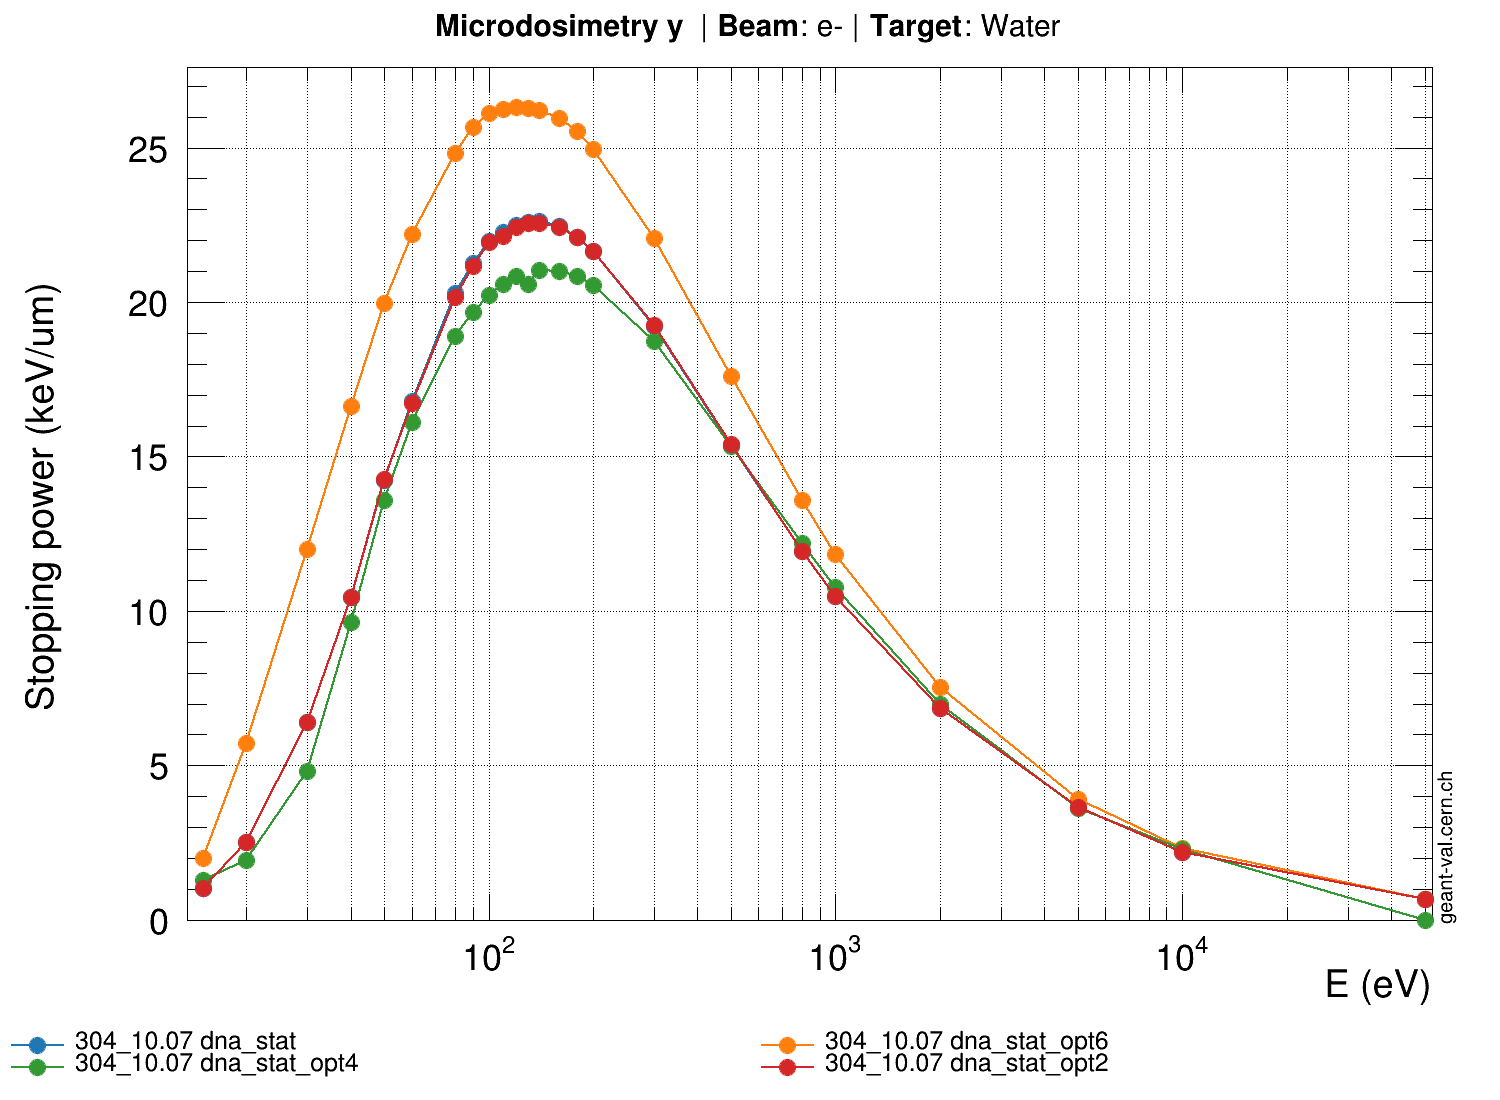 Microdosimetry y | Beam: e- | Target: Water
Stopping power (keV/um)
25
20
15
10
5
0
10²
10³
10⁴
E (eV)
geant-val.cern.ch
304_10.07 dna_stat
304_10.07 dna_stat_opt6
304_10.07 dna_stat_opt4
304_10.07 dna_stat_opt2